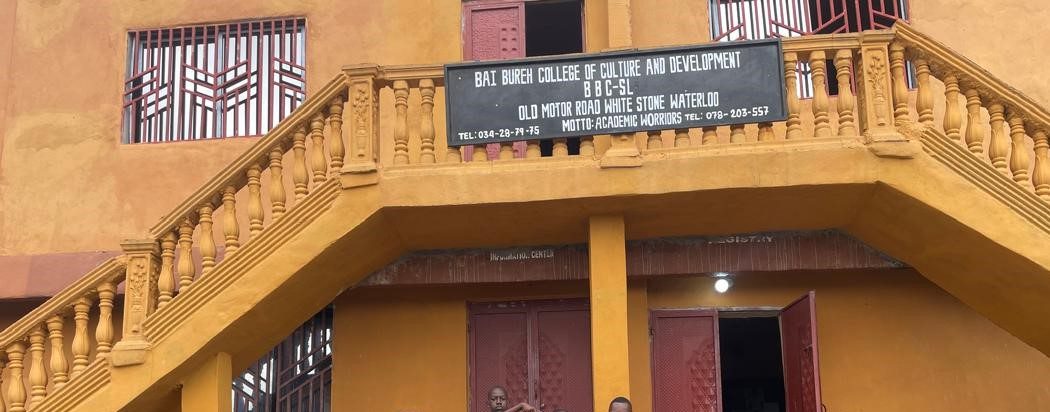 BAI BUREH COLLEGE OF CULTURE AND DEVELOPMENT
B B C-SL
OLD MOTOR ROAD WHITE STONE WATERLOO
TEL:034-28-79-75 MOTTO:ACADEMIC WORRIORS TEL: 078-203-557
INFORMATION CENTER
REGISTRY